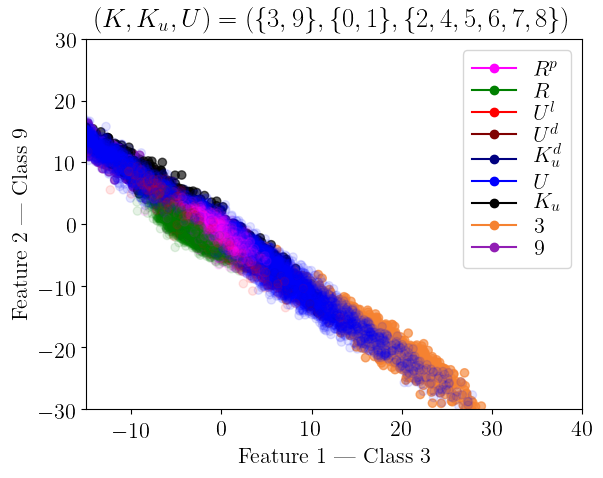 (K, K_u, U) = ({3, 9}, {0, 1}, {2, 4, 5, 6, 7, 8})
30
20
10
0
−10
−20
−30
Feature 2 — Class 9
R^p
R
U^l
U^d
K_u^d
U
K_u
3
9
−10
0
10
20
30
40
Feature 1 — Class 3